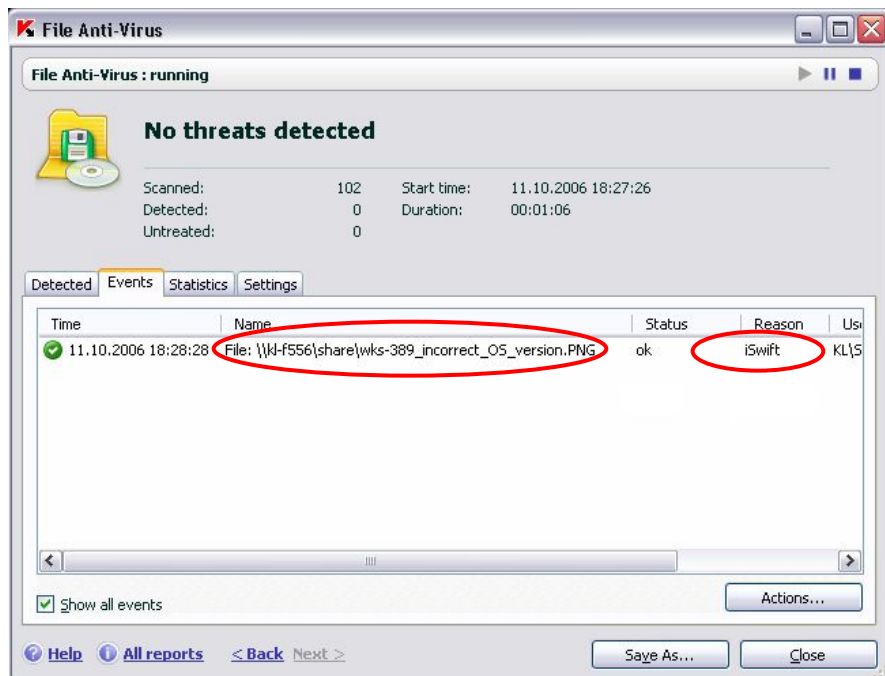 File Anti-Virus
File Anti-Virus : running
No threats detected
Scanned: 102 Start time: 11.10.2006 18:27:26
Detected: 0 Duration: 00:01:06
Untreated: 0
Detected Events Statistics Settings
Time Name Status Reason Use
11.10.2006 18:28:28 File: \\kl-f556\share\wks-389_incorrect_OS_version.PNG ok iSwift KL\S
Show all events
Actions...
Help All reports < Back Next > Save As... Close